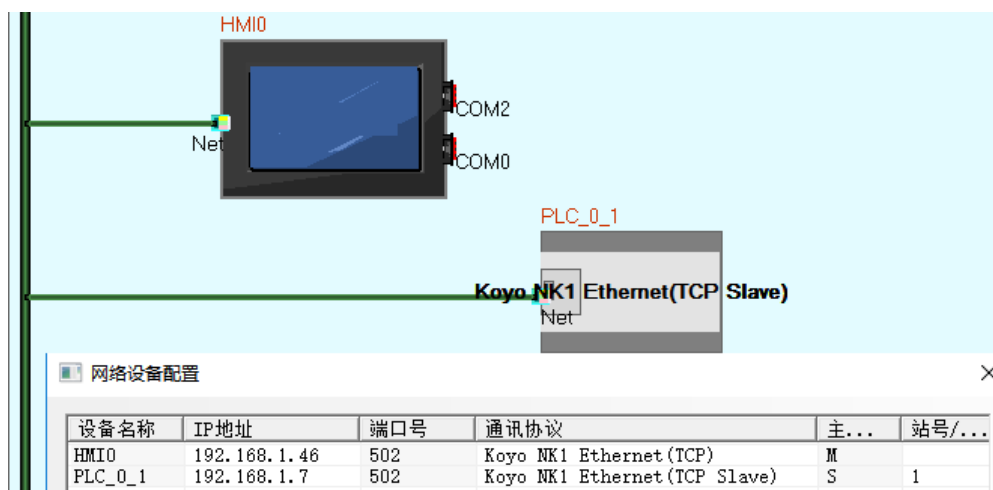 HMI0
COM2
Net
COM0
PLC_0_1
Koyo NK1 Ethernet(TCP Slave)
Net
网络设备配置
设备名称 IP地址 端口号 通讯协议 主... 站号/...
HMI0 192.168.1.46 502 Koyo NK1 Ethernet(TCP) M
PLC_0_1 192.168.1.7 502 Koyo NK1 Ethernet(TCP Slave) S 1